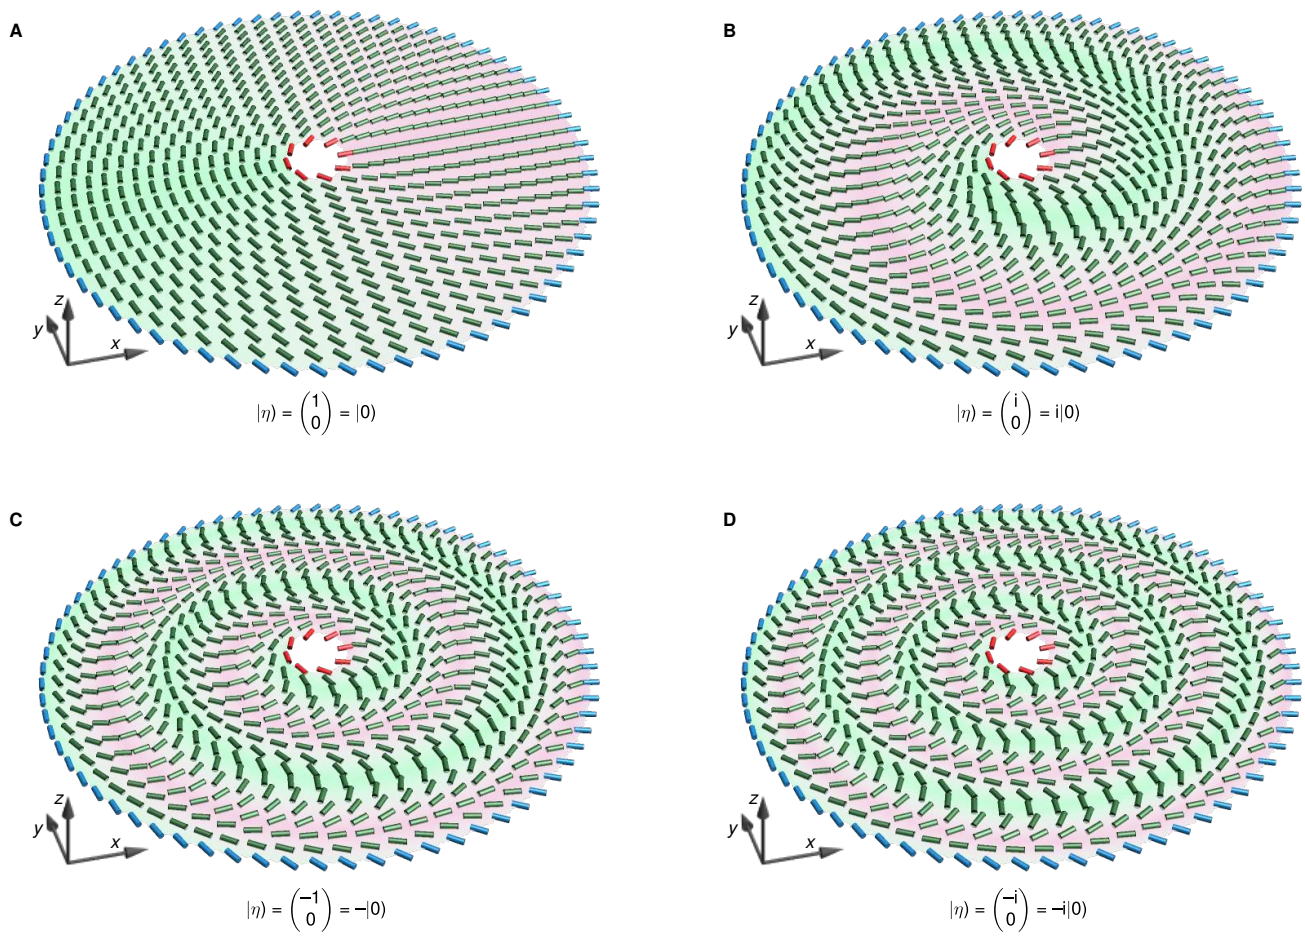 A
B
z
y
x
z
y
x
|η) = (1 0) = |0)
|η) = (i 0) = i|0)
C
D
z
y
x
z
y
x
|η) = (−1 0) = −|0)
|η) = (−i 0) = −i|0)